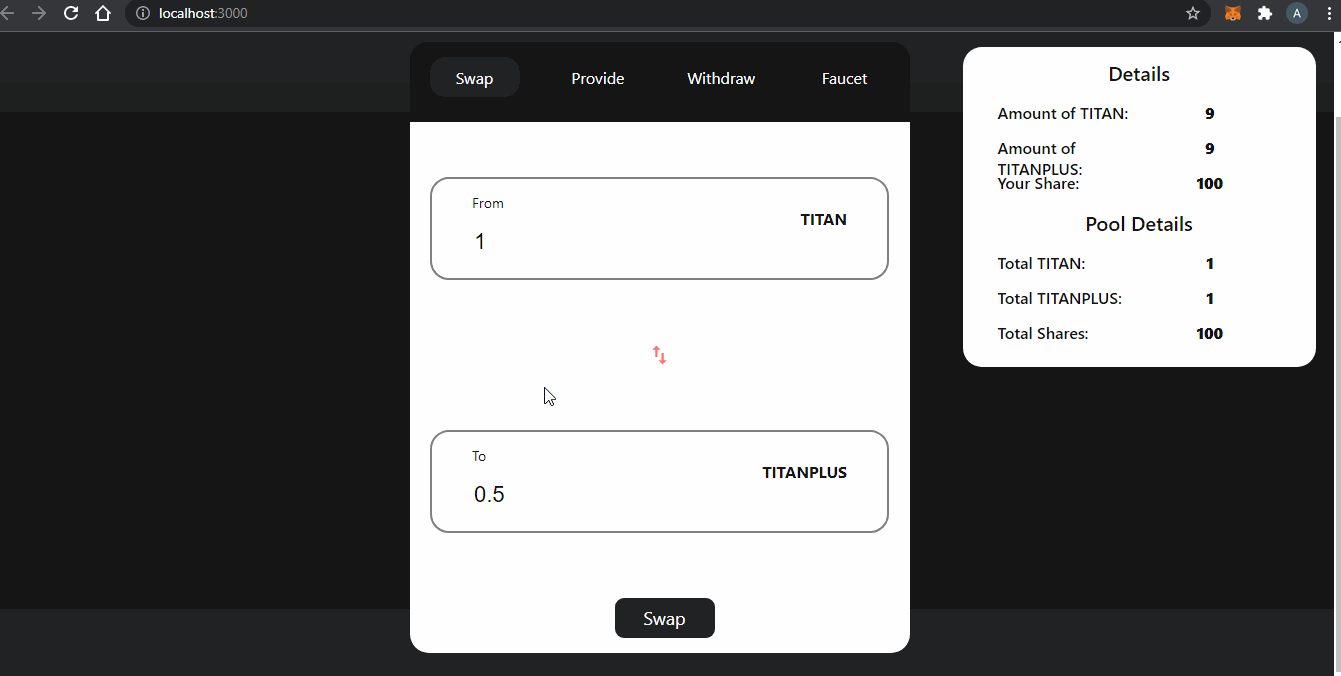 localhost:3000
A
Swap Provide Withdraw Faucet
From
1
TITAN
To
0.5
TITANPLUS
Swap
Details
Amount of TITAN: 9
Amount of 9
TITANPLUS:
Your Share: 100
Pool Details
Total TITAN: 1
Total TITANPLUS: 1
Total Shares: 100